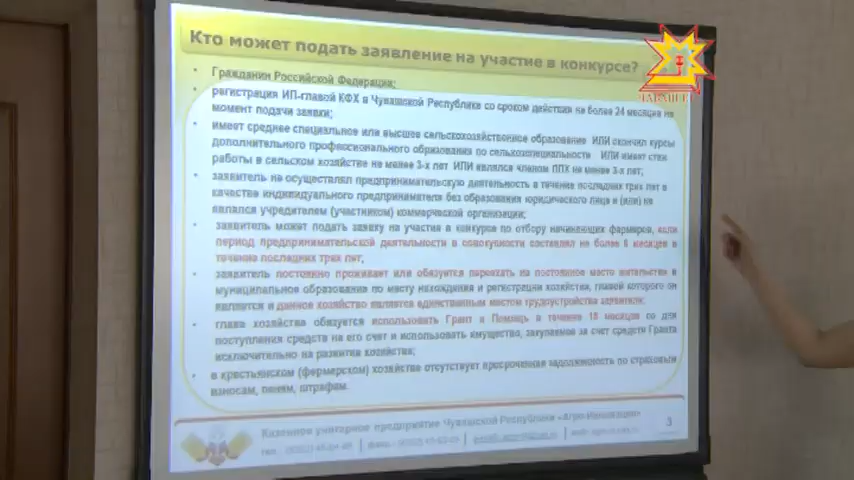 Кто может подать заявление на участие в конкурсе?
• Гражданин Российской Федерации;
• регистрация ИП-главой КФХ в Чувашской Республике со сроком действия не более 24 месяцев на
момент подачи заявки;
• имеет среднее специальное или высшее сельскохозяйственное образование ИЛИ окончил курсы
дополнительного профессионального образования по сельхозспециальности ИЛИ имеет стаж
работы в сельском хозяйстве не менее 3-х лет ИЛИ являлся членом ЛПХ не менее 3-х лет;
• заявитель не осуществлял предпринимательскую деятельность в течение последних трех лет в
качестве индивидуального предпринимателя без образования юридического лица и (или) не
являлся учредителем (участником) коммерческой организации;
• заявитель может подать заявку на участие в конкурсе по отбору начинающих фермеров, если
период предпринимательской деятельности в совокупности составлял не более 6 месяцев в
течение последних трех лет;
• заявитель постоянно проживает или обязуется переехать на постоянное место жительства в
муниципальное образование по месту нахождения и регистрации хозяйства, главой которого он
является и данное хозяйство является единственным местом трудоустройства заявителя;
• глава хозяйства обязуется использовать Грант и Помощь в течение 18 месяцев со дня
поступления средств на его счет и использовать имущество, закупаемое за счет средств Гранта
исключительно на развитие хозяйства;
• в крестьянском (фермерском) хозяйстве отсутствует просроченная задолженность по страховым
взносам, пеням, штрафам.
Казенное унитарное предприятие Чувашской Республики «Агро-Инновации»
3